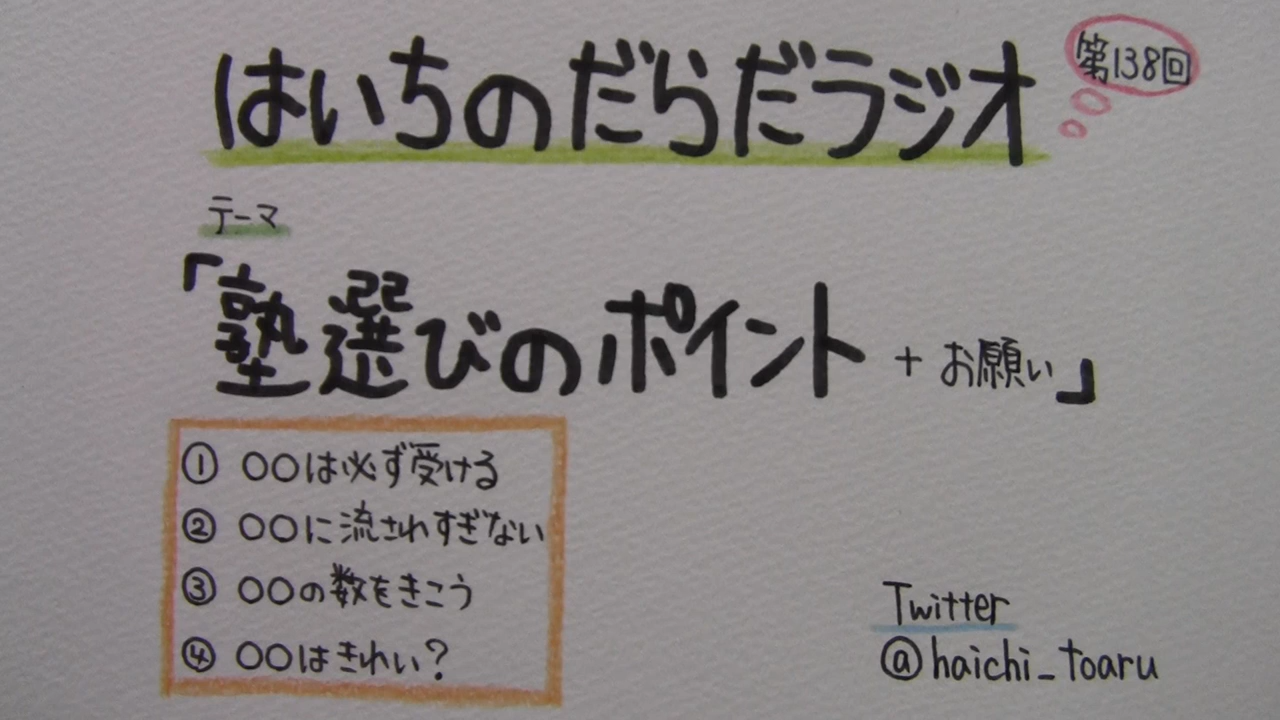 はいちのだらだラジオ
第138回
テーマ
「塾選びのポイント + お願い」
① ○○は必ず受ける
② ○○に流されすぎない
③ ○○の数をきこう
④ ○○はきれい?
Twitter
@haichi_toaru